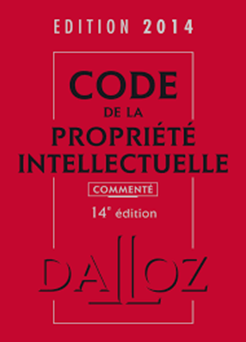 EDITION 2014
CODE
DE LA
PROPRIÉTÉ
INTELLECTUELLE
COMMENTÉ
14e édition
DALLOZ